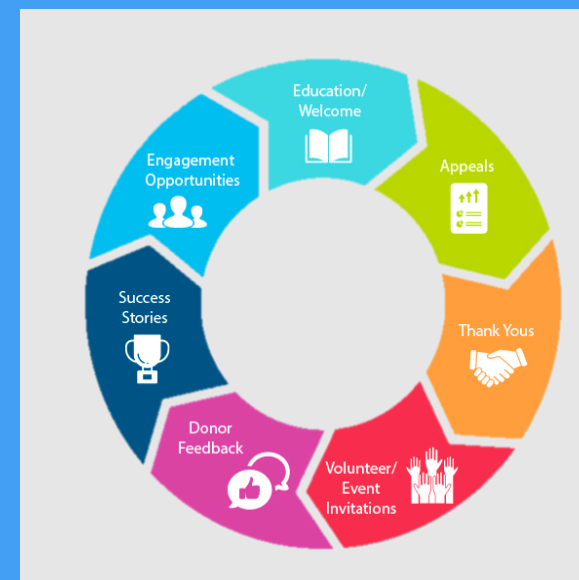 Education/
Welcome
Appeals
Thank Yous
Volunteer/
Event
Invitations
Donor
Feedback
Success
Stories
Engagement
Opportunities